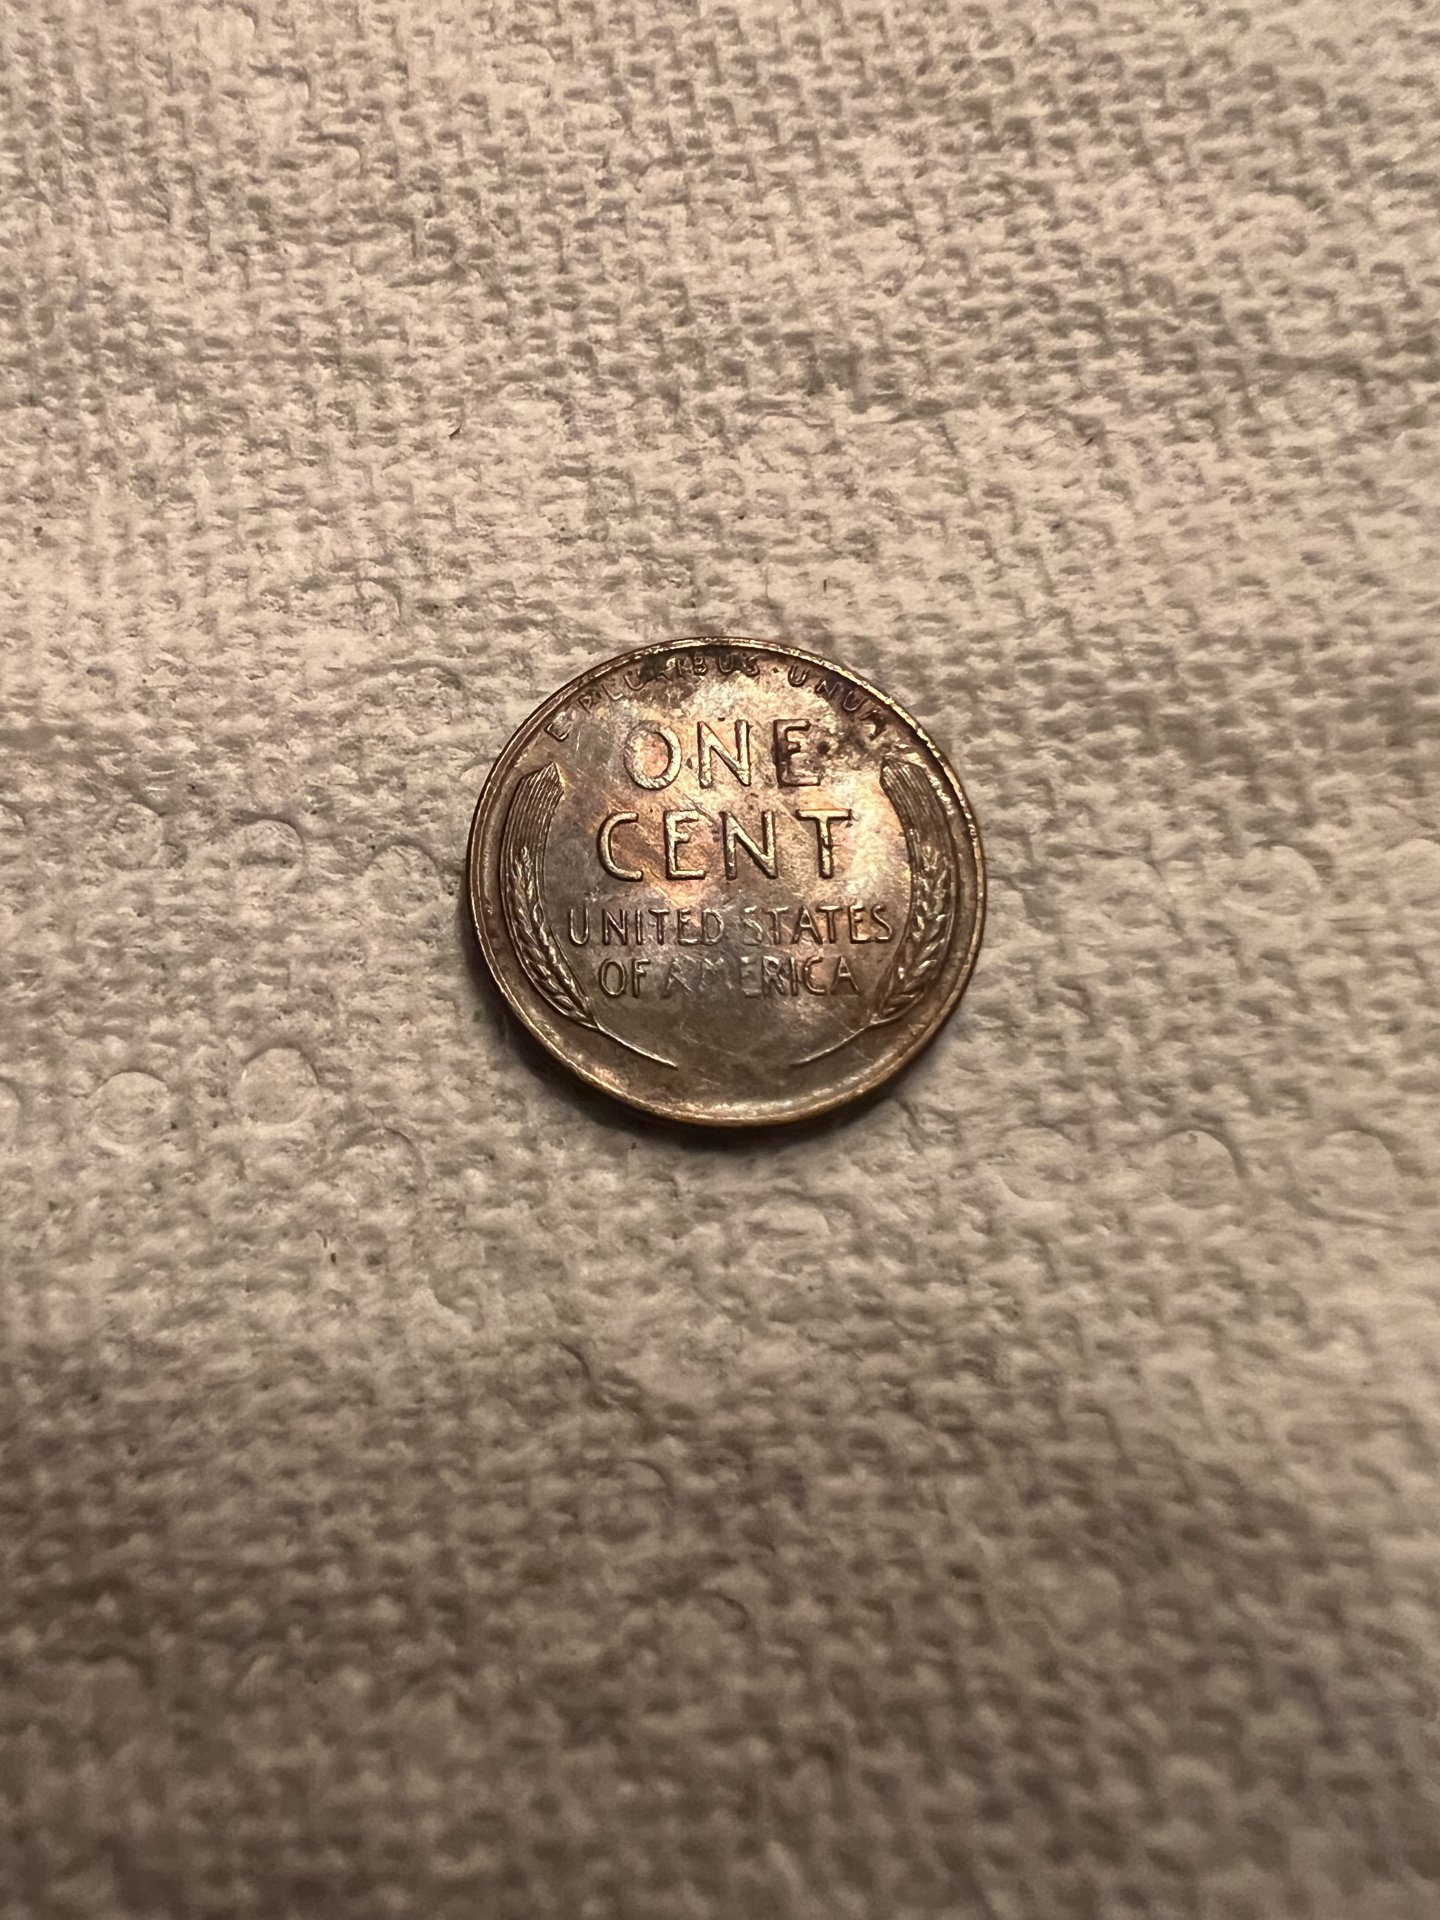 E·PLURIBUS·UNUM
ONE
CENT
UNITED STATES
OF AMERICA